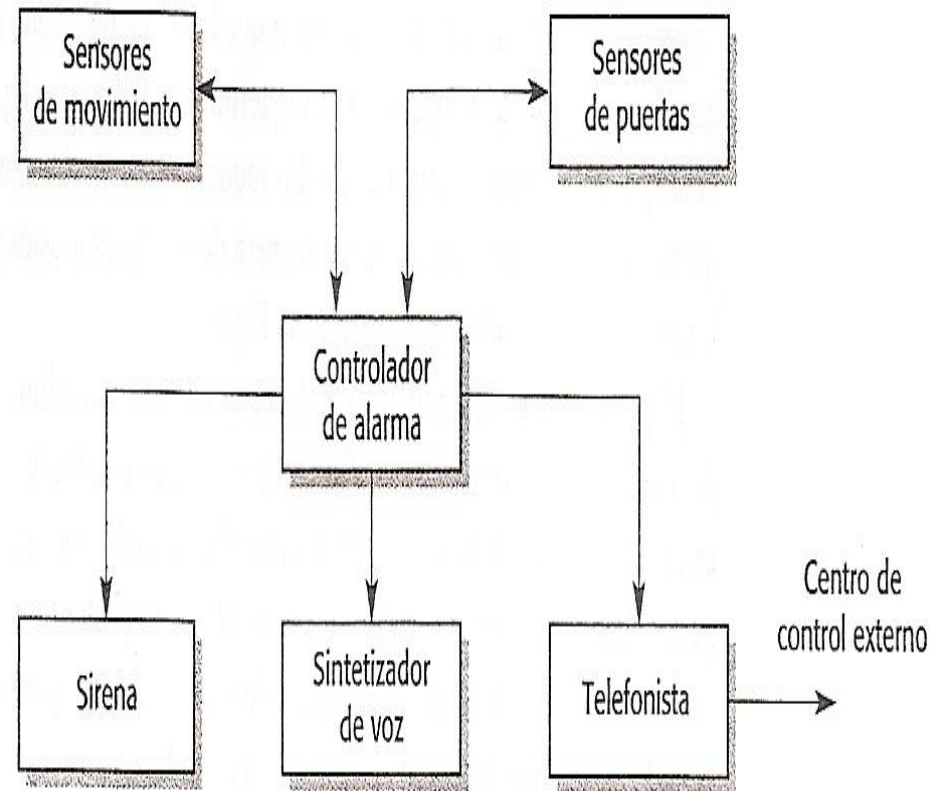 Sensores
de movimiento
Sensores
de puertas
Controlador
de alarma
Centro de
control externo
Sirena
Sintetizador
de voz
Telefonista